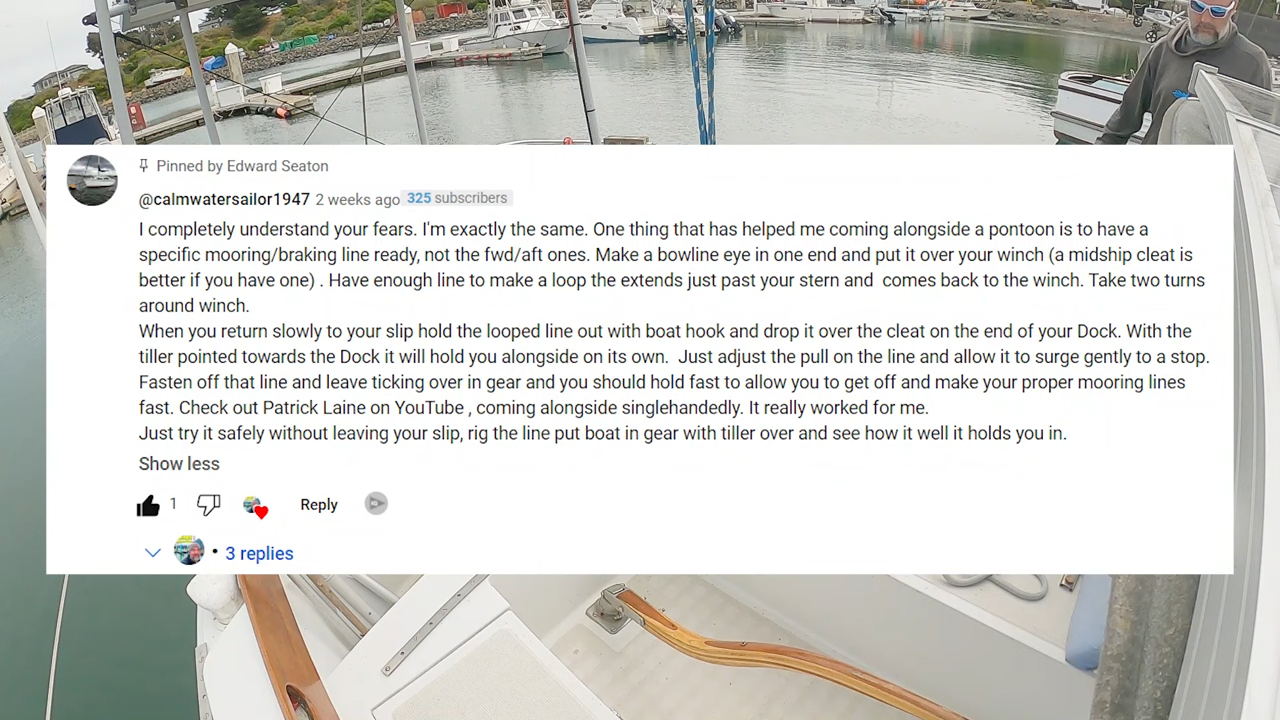 Pinned by Edward Seaton
@calmwatersailor1947 2 weeks ago 325 subscribers
I completely understand your fears. I'm exactly the same. One thing that has helped me coming alongside a pontoon is to have a
specific mooring/braking line ready, not the fwd/aft ones. Make a bowline eye in one end and put it over your winch (a midship cleat is
better if you have one) . Have enough line to make a loop the extends just past your stern and  comes back to the winch. Take two turns
around winch.
When you return slowly to your slip hold the looped line out with boat hook and drop it over the cleat on the end of your Dock. With the
tiller pointed towards the Dock it will hold you alongside on its own.  Just adjust the pull on the line and allow it to surge gently to a stop.
Fasten off that line and leave ticking over in gear and you should hold fast to allow you to get off and make your proper mooring lines
fast. Check out Patrick Laine on YouTube , coming alongside singlehandedly. It really worked for me.
Just try it safely without leaving your slip, rig the line put boat in gear with tiller over and see how it well it holds you in.
Show less
1 Reply
• 3 replies